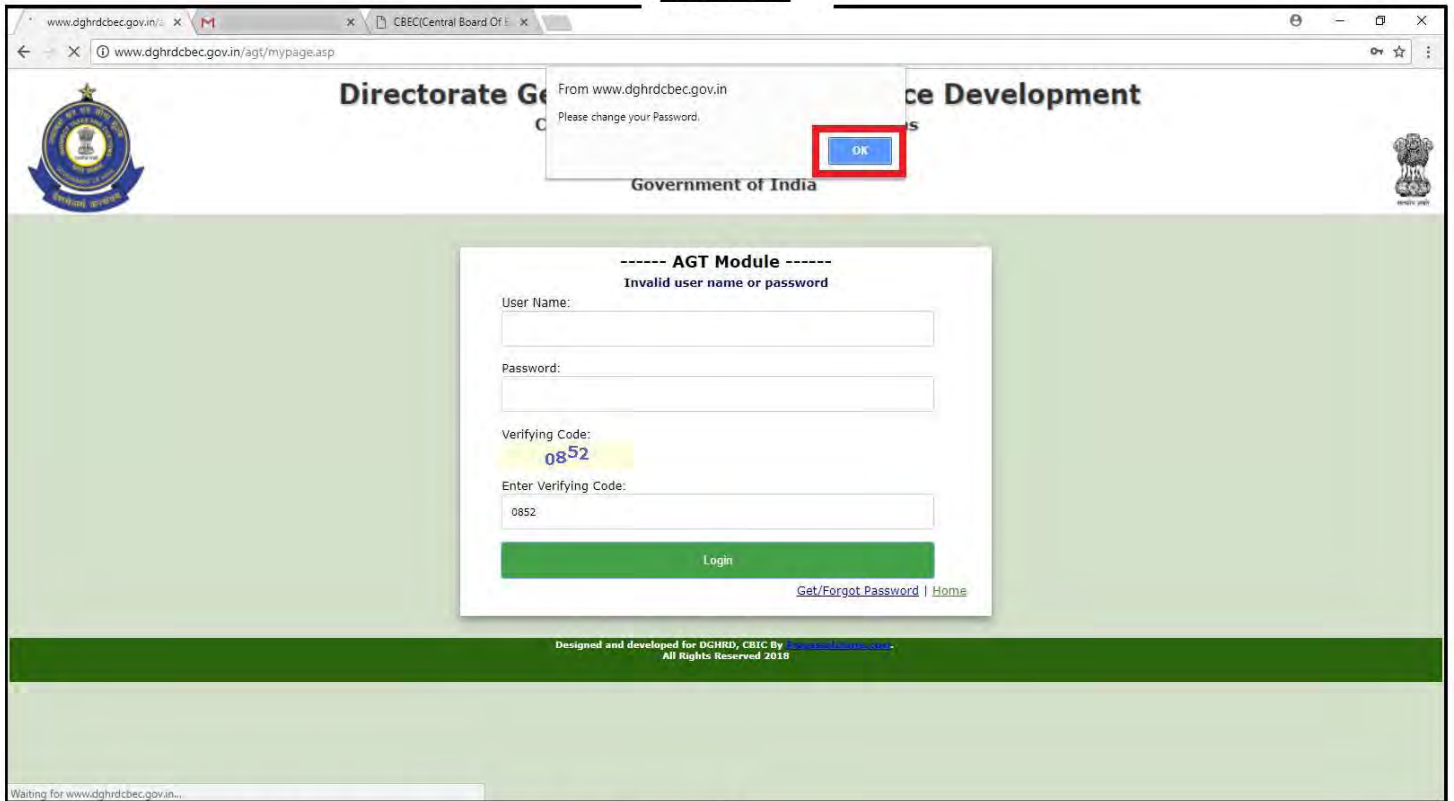 www.dghrdcbec.gov.in/a
CBEC(Central Board Of E
www.dghrdcbec.gov.in/agt/mypage.asp
Directorate Ge
ce Development
From www.dghrdcbec.gov.in
Please change your Password.
OK
Government of India
------ AGT Module ------
Invalid user name or password
User Name:
Password:
Verifying Code:
0852
Enter Verifying Code:
0852
Login
Get/Forgot Password | Home
Designed and developed for DGHRD, CBIC By
All Rights Reserved 2018
Waiting for www.dghrdcbec.gov.in...